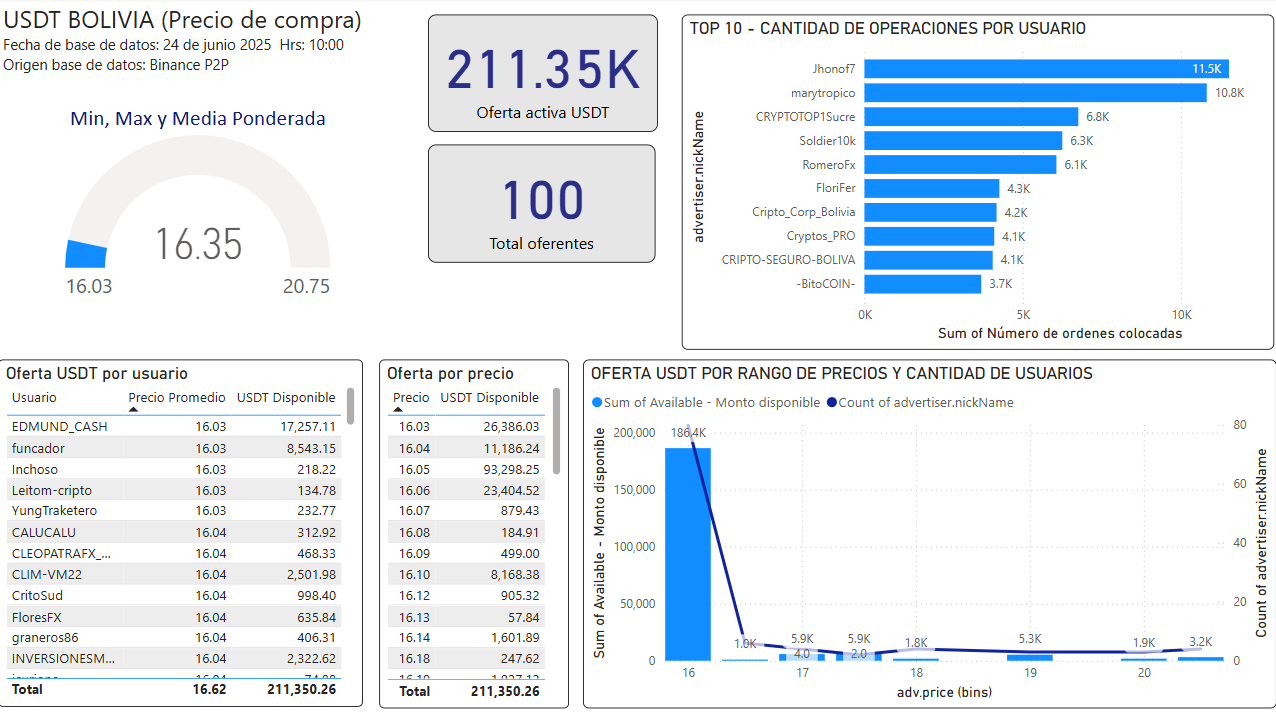 USDT BOLIVIA (Precio de compra)
Fecha de base de datos: 24 de junio 2025 Hrs: 10:00
Origen base de datos: Binance P2P
Min, Max y Media Ponderada
16.35
16.03
20.75
211.35K
Oferta activa USDT
100
Total oferentes
TOP 10 - CANTIDAD DE OPERACIONES POR USUARIO
advertiser.nickName
Jhonof7 11.5K
marytropico 10.8K
CRYPTOTOP1Sucre 6.8K
Soldier10k 6.3K
RomeroFx 6.1K
FloriFer 4.3K
Cripto_Corp_Bolivia 4.2K
Cryptos_PRO 4.1K
CRIPTO-SEGURO-BOLIVA 4.1K
-BitoCOIN- 3.7K
0K 5K 10K
Sum of Número de ordenes colocadas
Oferta USDT por usuario
Usuario Precio Promedio USDT Disponible
EDMUND_CASH 16.03 17,257.11
funcador 16.03 8,543.15
Inchoso 16.03 218.22
Leitom-cripto 16.03 134.78
YungTraketero 16.03 232.77
CALUCALU 16.04 312.92
CLEOPATRAFX_... 16.04 468.33
CLIM-VM22 16.04 2,501.98
CritoSud 16.04 998.40
FloresFX 16.04 635.84
graneros86 16.04 406.31
INVERSIONESM... 16.04 2,322.62
Total 16.62 211,350.26
Oferta por precio
Precio USDT Disponible
16.03 26,386.03
16.04 11,186.24
16.05 93,298.25
16.06 23,404.52
16.07 879.43
16.08 184.91
16.09 499.00
16.10 8,168.38
16.12 905.32
16.13 57.84
16.14 1,601.89
16.18 247.62
Total 211,350.26
OFERTA USDT POR RANGO DE PRECIOS Y CANTIDAD DE USUARIOS
Sum of Available - Monto disponible Count of advertiser.nickName
Sum of Available - Monto disponible
200,000
150,000
100,000
50,000
0
186.4K
1.0K
5.9K
4.0
5.9K
2.0
1.8K
5.3K
1.9K
3.2K
80
60
40
20
0
Count of advertiser.nickName
16 17 18 19 20
adv.price (bins)